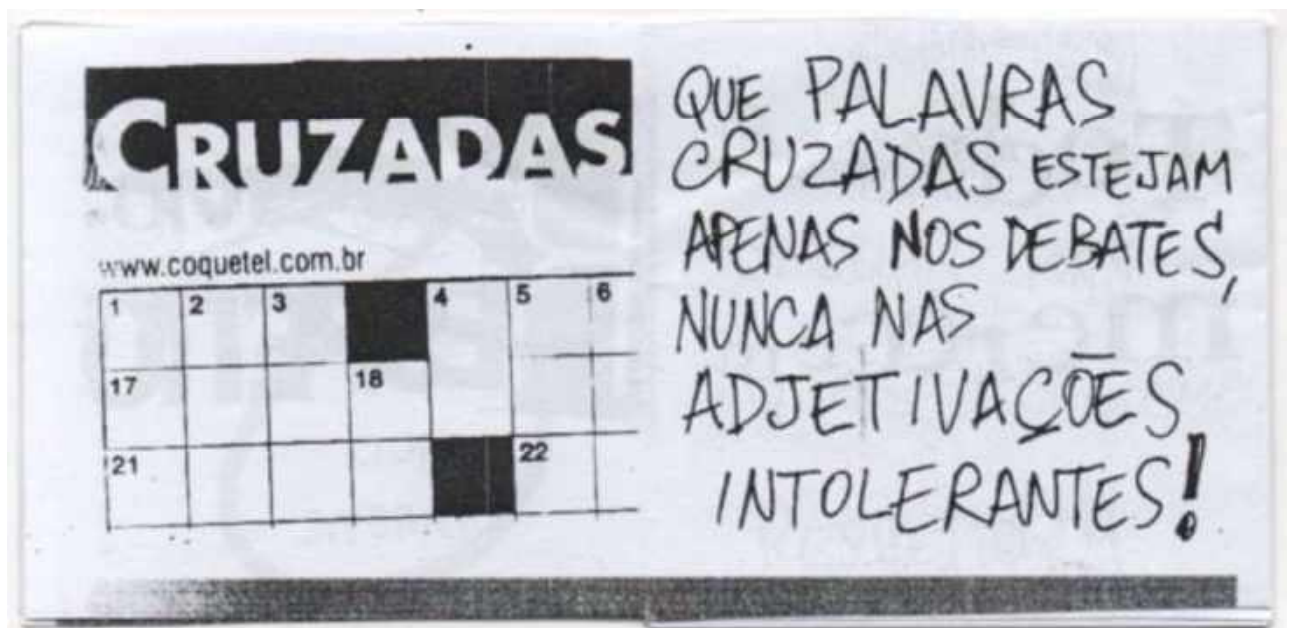 CRUZADAS
www.coquetel.com.br
1 2 3 4 5 6
17 18
21 22
QUE PALAVRAS
CRUZADAS ESTEJAM
APENAS NOS DEBATES,
NUNCA NAS
ADJETIVAÇÕES
INTOLERANTES!